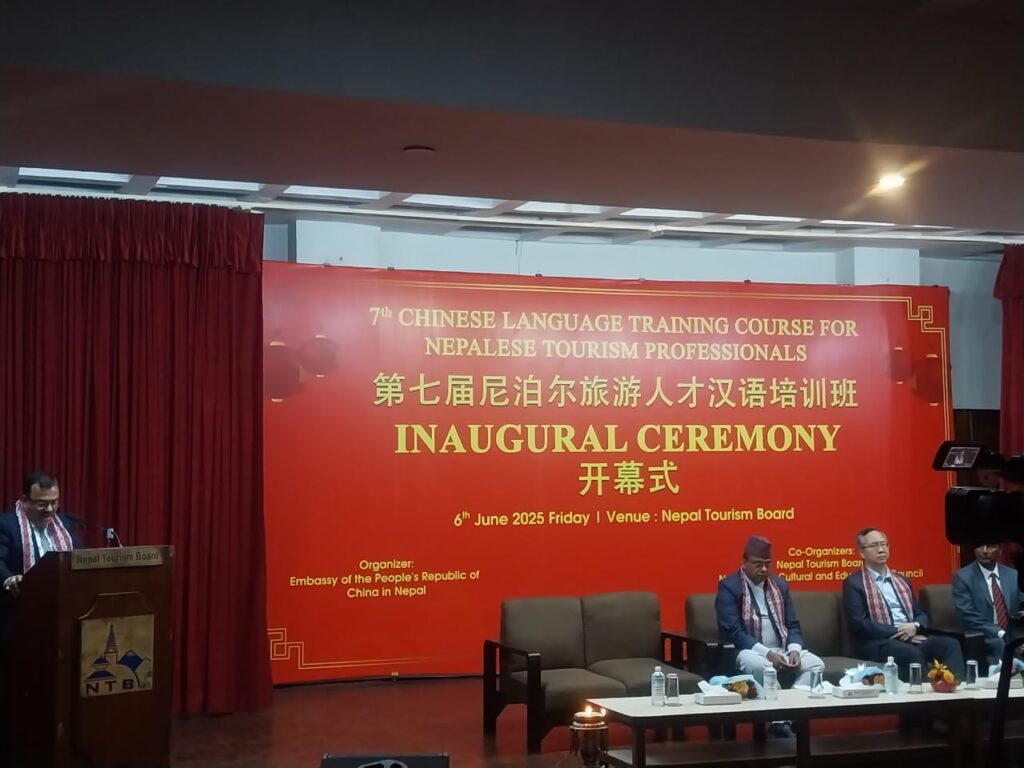 7th CHINESE LANGUAGE TRAINING COURSE FOR
NEPALESE TOURISM PROFESSIONALS
第七届尼泊尔旅游人才汉语培训班
INAUGURAL CEREMONY
开幕式
6th June 2025 Friday | Venue : Nepal Tourism Board
Organizer:
Embassy of the People's Republic of
China in Nepal
Co-Organizers:
Nepal Tourism Boar
Cultural and Edu Council
Nepal Tourism Board
NTB